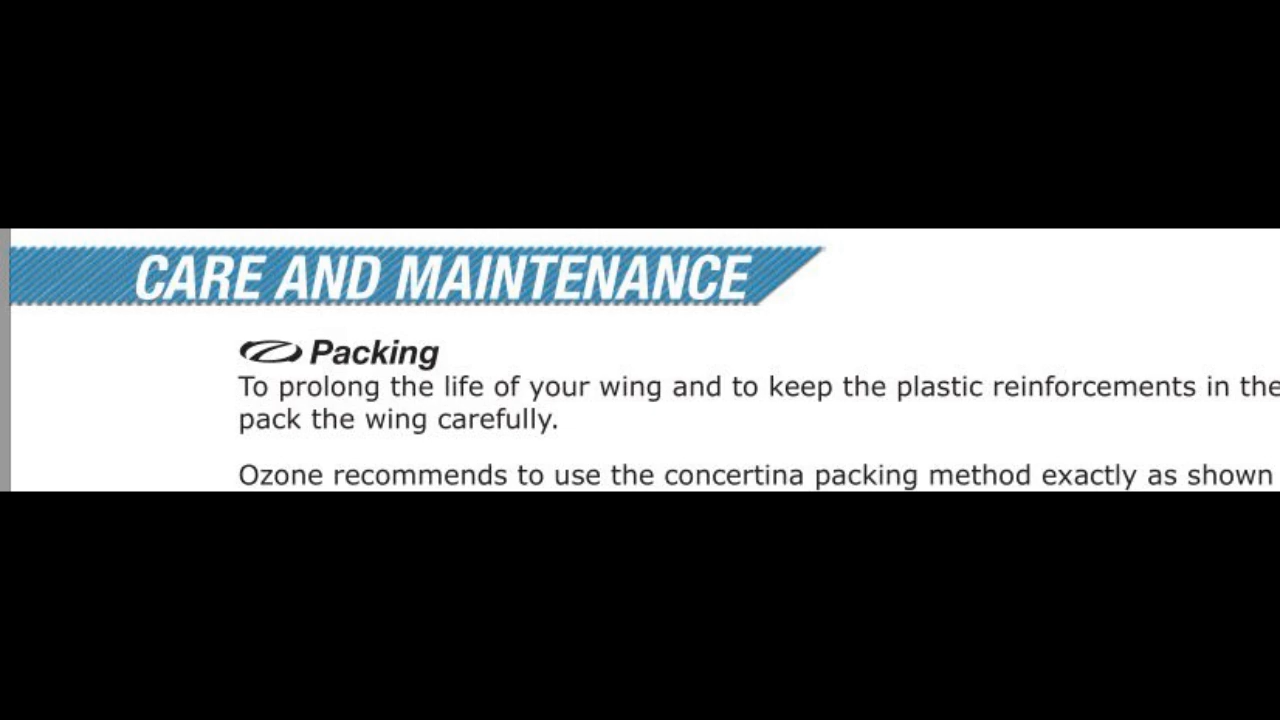 CARE AND MAINTENANCE
Packing
To prolong the life of your wing and to keep the plastic reinforcements in the
pack the wing carefully.
Ozone recommends to use the concertina packing method exactly as shown